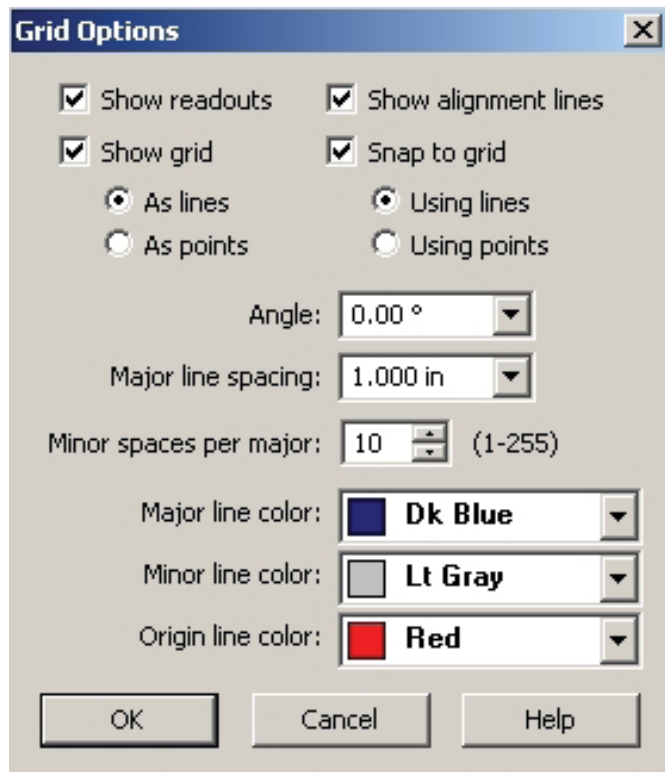 Grid Options
Show readouts Show alignment lines
Show grid Snap to grid
As lines Using lines
As points Using points
Angle: 0.00 °
Major line spacing: 1.000 in
Minor spaces per major: 10 (1-255)
Major line color: Dk Blue
Minor line color: Lt Gray
Origin line color: Red
OK Cancel Help